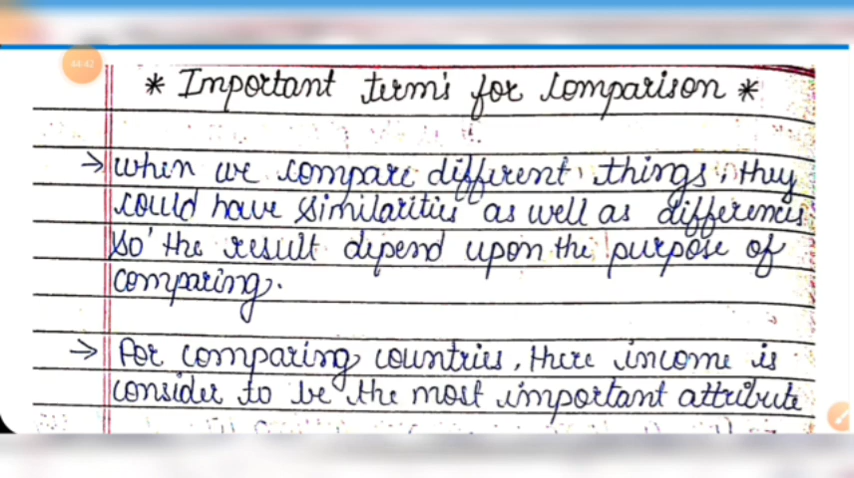 44:42
* Important term's for comparison *
→ when we compare different things, they
could have similarities as well as differences
so the result depend upon the purpose of
comparing.
→ For comparing countries, there income is
consider to be the most important attribute